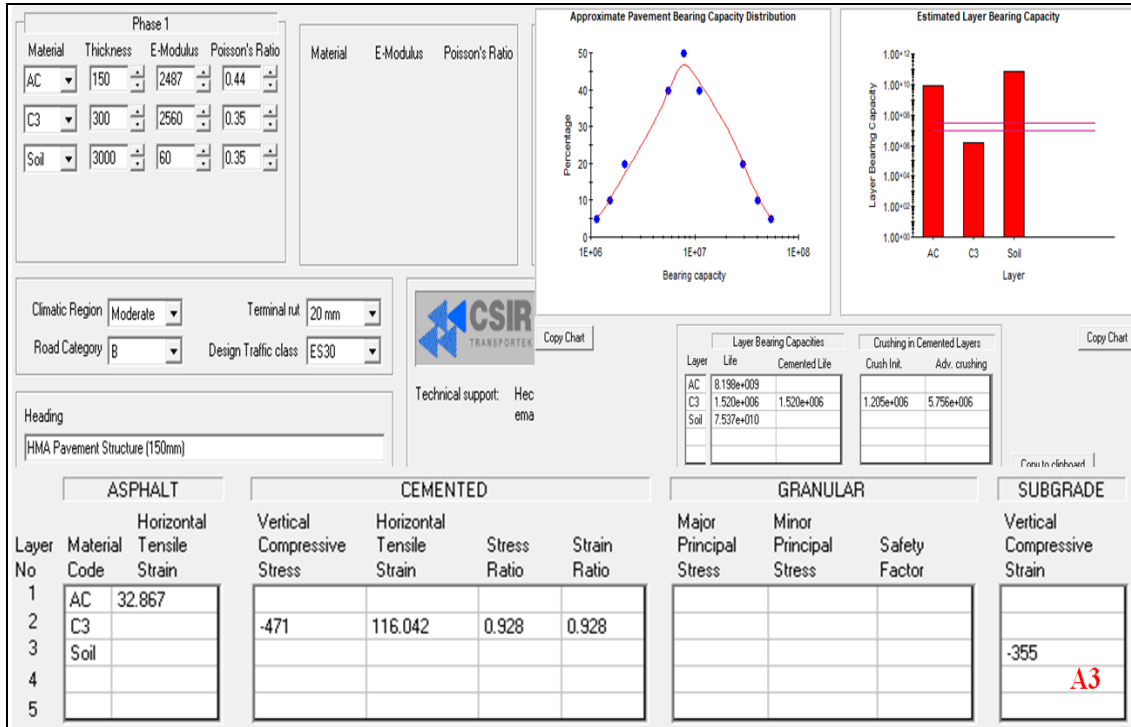 Phase 1
Material Thickness E-Modulus Poisson's Ratio
AC 150 2487 0.44
C3 300 2560 0.35
Soil 3000 60 0.35
Material E-Modulus Poisson's Ratio
Approximate Pavement Bearing Capacity Distribution
Percentage
50
40
30
20
10
0
1E+06 1E+07 1E+08
Bearing capacity
Estimated Layer Bearing Capacity
Layer Bearing Capacity
1.00+12
1.00+10
1.00+08
1.00+06
1.00+04
1.00+02
1.00+00
AC C3 Soil
Layer
Climatic Region Moderate Terminal rut 20 mm
Road Category B Design Traffic class ES30
CSIR
TRANSPORTEK
Technical support: Hec
ema
Copy Chart
Copy Chart
Layer Bearing Capacities Crushing in Cemented Layers
Layer Life Cemented Life Crush Init. Adv. crushing
AC 8.198e+009
C3 1.520e+006 1.520e+006 1.205e+006 5.756e+006
Soil 7.537e+010
Copy to clipboard
Heading
HMA Pavement Structure (150mm)
ASPHALT CEMENTED GRANULAR SUBGRADE
Horizontal Vertical Horizontal Major Minor Vertical
Layer Material Tensile Compressive Tensile Stress Strain Principal Principal Safety Compressive
No Code Strain Stress Strain Ratio Ratio Stress Stress Factor Strain
1 AC 32.867
2 C3 -471 116.042 0.928 0.928
3 Soil -355
4 A3
5